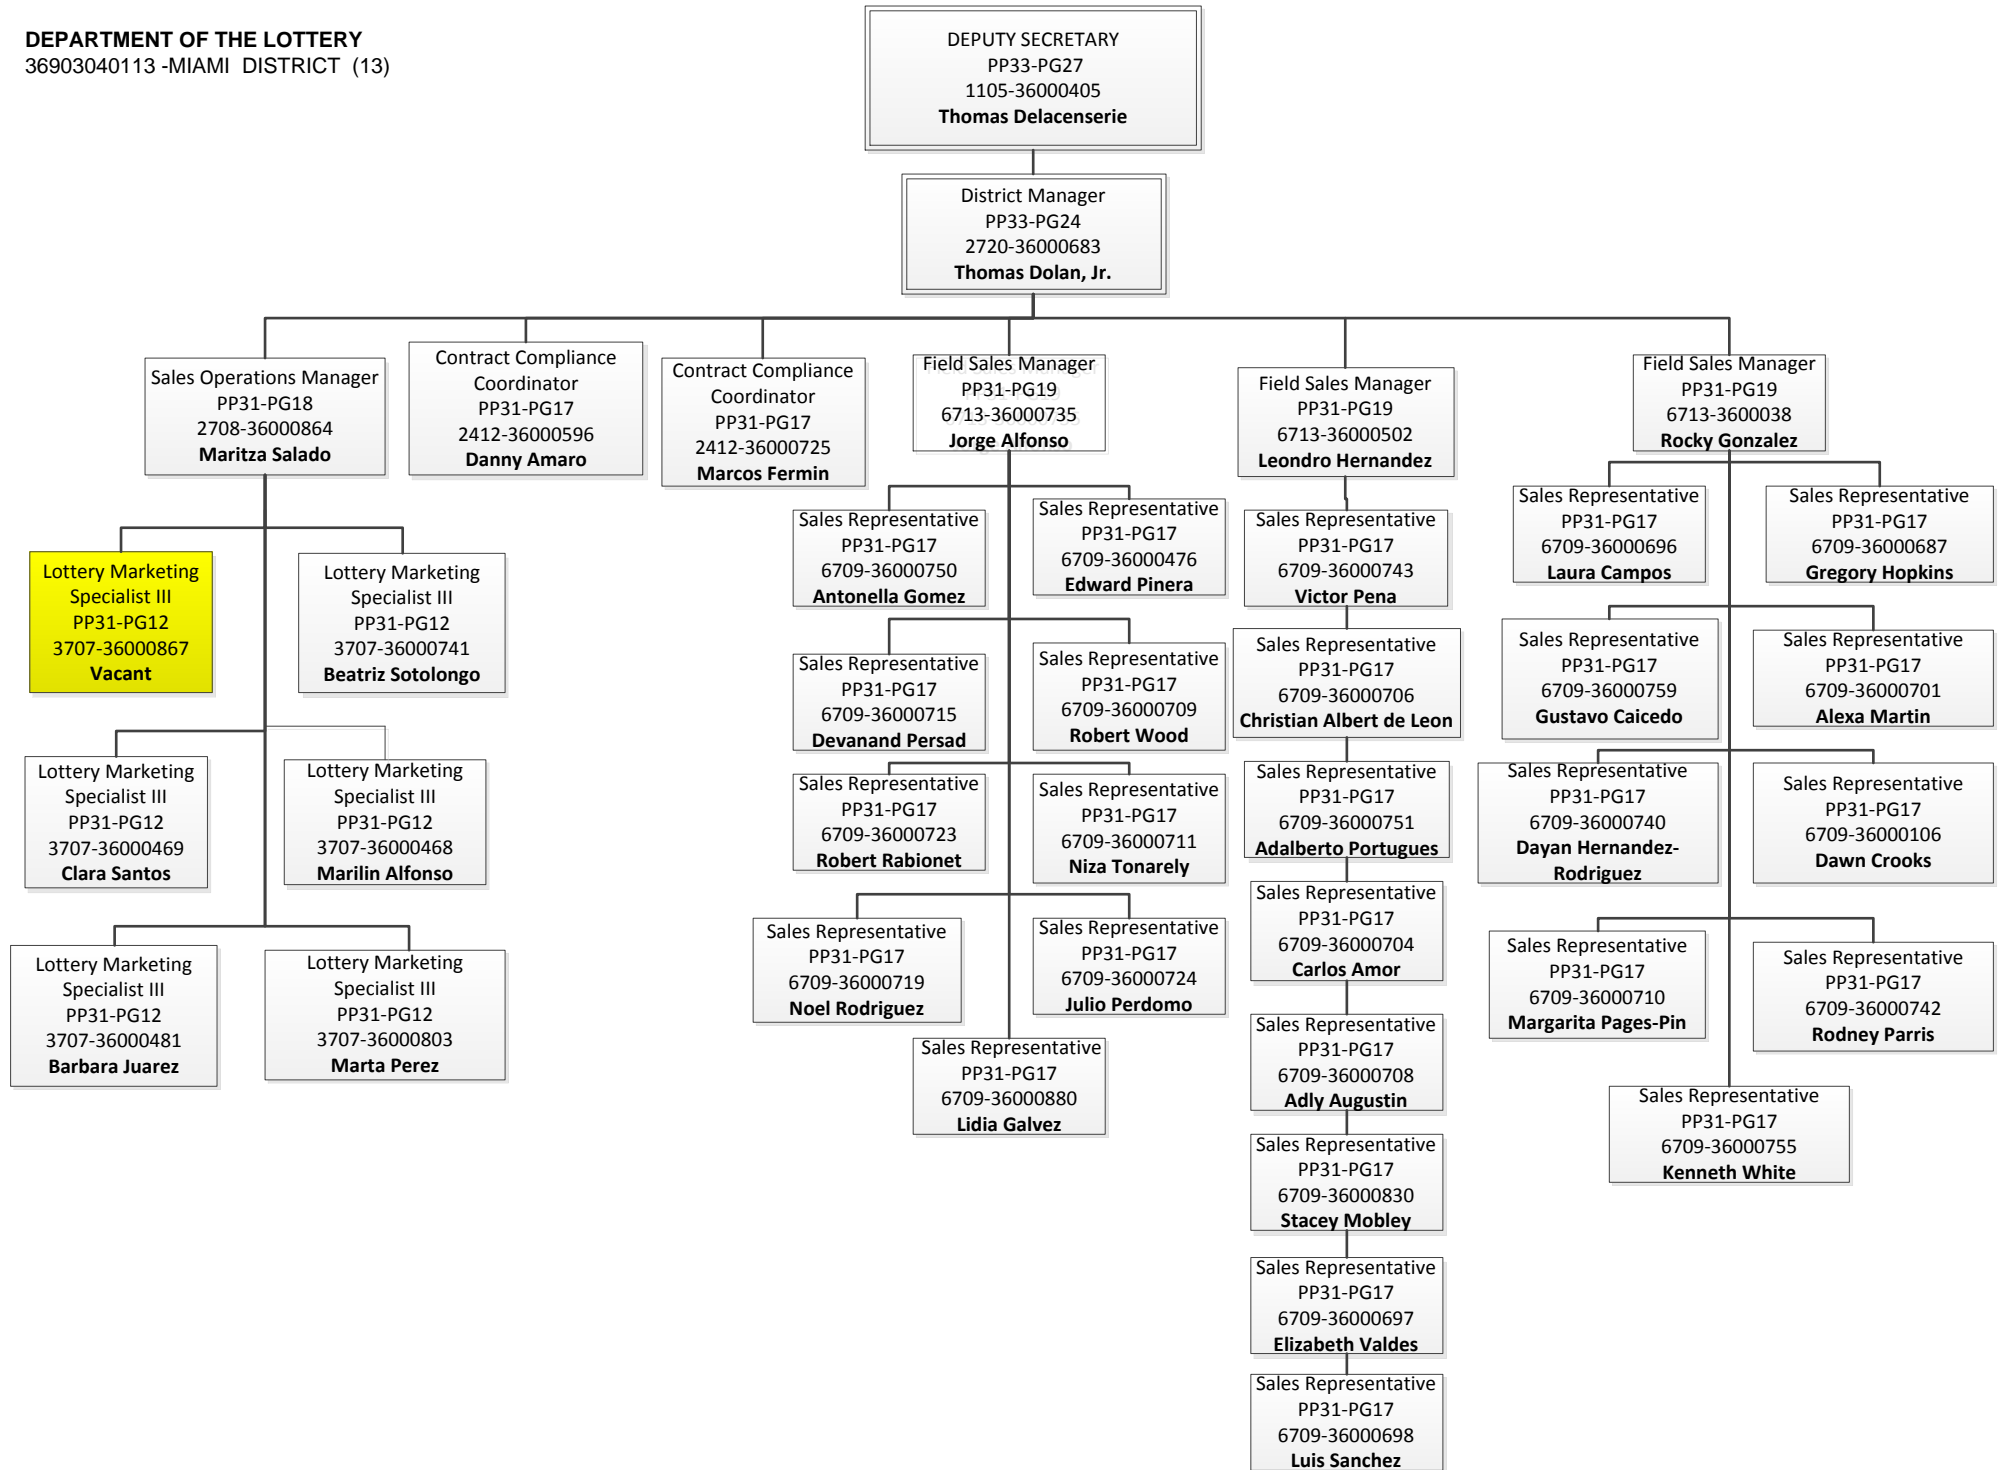 DEPARTMENT OF THE LOTTERY
36903040113 -MIAMI  DISTRICT  (13)
DEPUTY SECRETARY
PP33-PG27
1105-36000405
Thomas Delacenserie
District Manager
PP33-PG24
2720-36000683
Thomas Dolan, Jr.
Sales Operations Manager
PP31-PG18
2708-36000864
Maritza Salado
Contract Compliance
Coordinator
PP31-PG17
2412-36000596
Danny Amaro
Contract Compliance
Coordinator
PP31-PG17
2412-36000725
Marcos Fermin
Field Sales Manager
PP31-PG19
6713-36000735
Jorge Alfonso
Field Sales Manager
PP31-PG19
6713-36000502
Leondro Hernandez
Field Sales Manager
PP31-PG19
6713-3600038
Rocky Gonzalez
Lottery Marketing
Specialist III
PP31-PG12
3707-36000867
Vacant
Lottery Marketing
Specialist III
PP31-PG12
3707-36000741
Beatriz Sotolongo
Lottery Marketing
Specialist III
PP31-PG12
3707-36000469
Clara Santos
Lottery Marketing
Specialist III
PP31-PG12
3707-36000468
Marilin Alfonso
Lottery Marketing
Specialist III
PP31-PG12
3707-36000481
Barbara Juarez
Lottery Marketing
Specialist III
PP31-PG12
3707-36000803
Marta Perez
Sales Representative
PP31-PG17
6709-36000750
Antonella Gomez
Sales Representative
PP31-PG17
6709-36000476
Edward Pinera
Sales Representative
PP31-PG17
6709-36000715
Devanand Persad
Sales Representative
PP31-PG17
6709-36000709
Robert Wood
Sales Representative
PP31-PG17
6709-36000723
Robert Rabionet
Sales Representative
PP31-PG17
6709-36000711
Niza Tonarely
Sales Representative
PP31-PG17
6709-36000719
Noel Rodriguez
Sales Representative
PP31-PG17
6709-36000724
Julio Perdomo
Sales Representative
PP31-PG17
6709-36000880
Lidia Galvez
Sales Representative
PP31-PG17
6709-36000743
Victor Pena
Sales Representative
PP31-PG17
6709-36000706
Christian Albert de Leon
Sales Representative
PP31-PG17
6709-36000751
Adalberto Portugues
Sales Representative
PP31-PG17
6709-36000704
Carlos Amor
Sales Representative
PP31-PG17
6709-36000708
Adly Augustin
Sales Representative
PP31-PG17
6709-36000830
Stacey Mobley
Sales Representative
PP31-PG17
6709-36000697
Elizabeth Valdes
Sales Representative
PP31-PG17
6709-36000698
Luis Sanchez
Sales Representative
PP31-PG17
6709-36000696
Laura Campos
Sales Representative
PP31-PG17
6709-36000687
Gregory Hopkins
Sales Representative
PP31-PG17
6709-36000759
Gustavo Caicedo
Sales Representative
PP31-PG17
6709-36000701
Alexa Martin
Sales Representative
PP31-PG17
6709-36000740
Dayan Hernandez-
Rodriguez
Sales Representative
PP31-PG17
6709-36000106
Dawn Crooks
Sales Representative
PP31-PG17
6709-36000710
Margarita Pages-Pin
Sales Representative
PP31-PG17
6709-36000742
Rodney Parris
Sales Representative
PP31-PG17
6709-36000755
Kenneth White